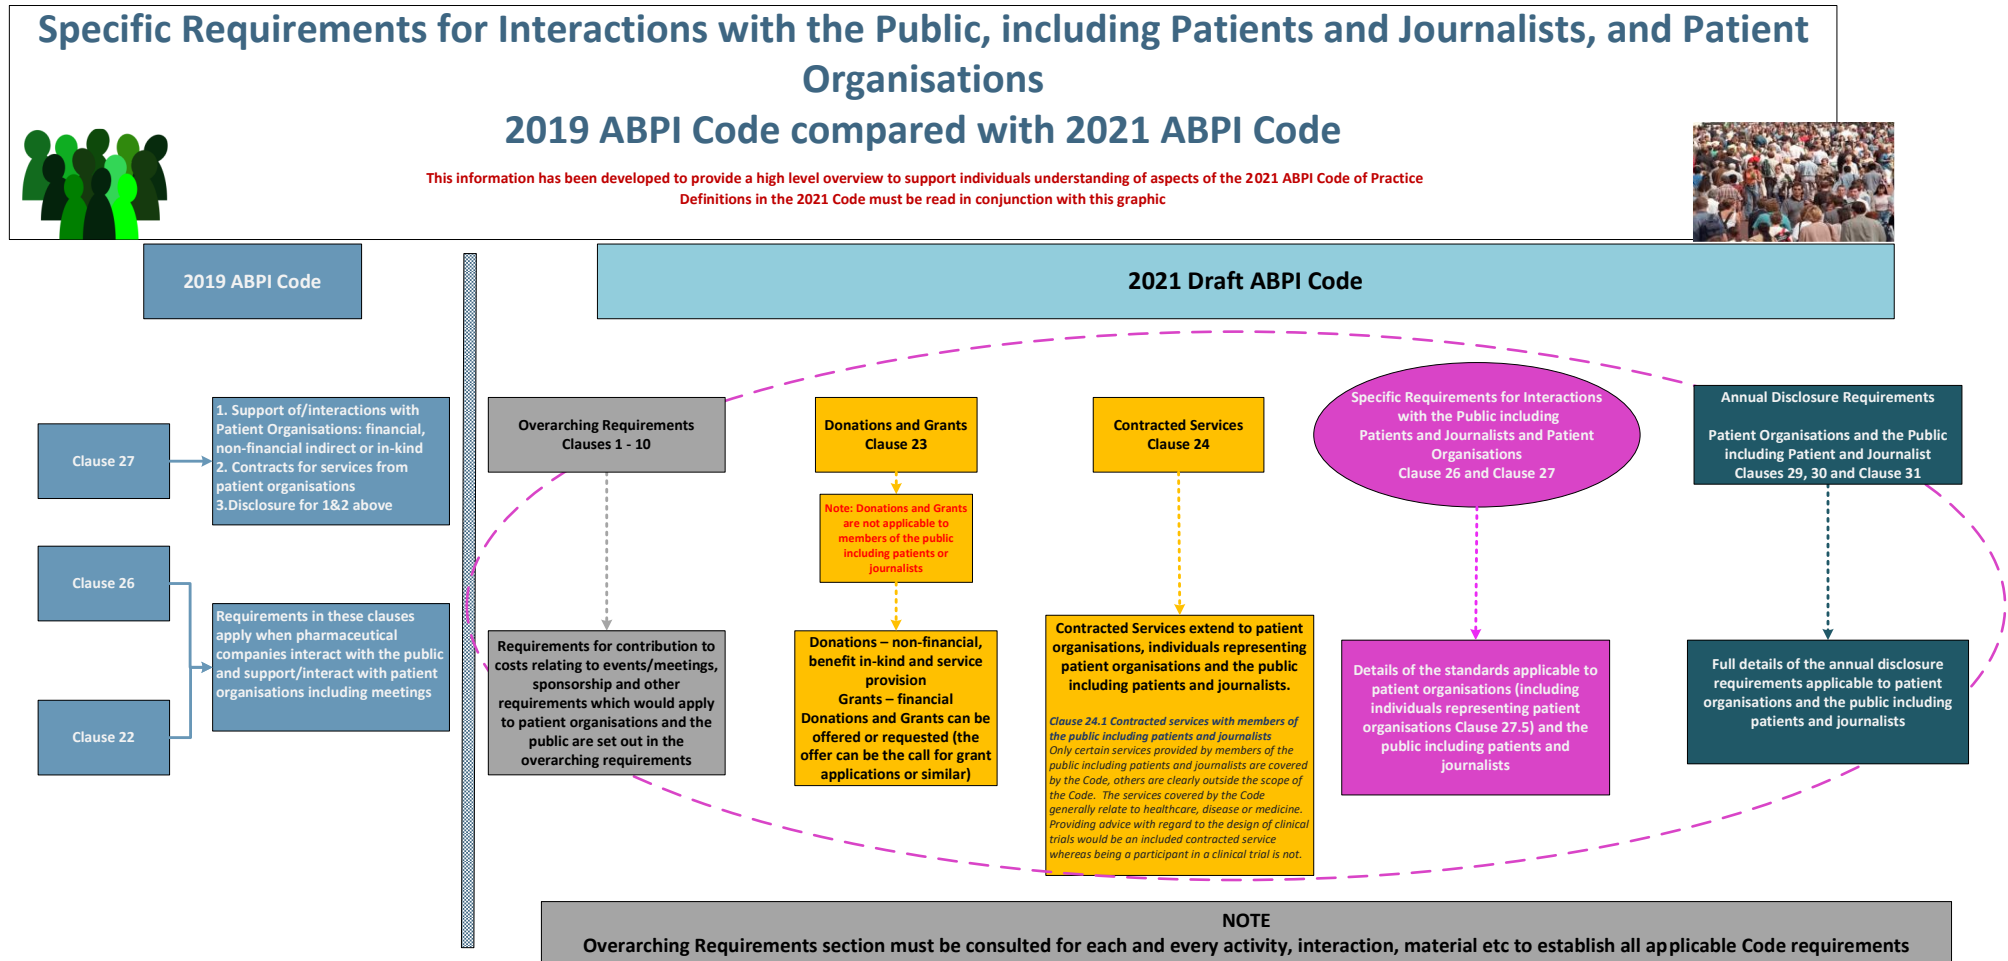 Specific Requirements for Interactions with the Public, including Patients and Journalists, and Patient
Organisations
2019 ABPI Code compared with 2021 ABPI Code
This information has been developed to provide a high level overview to support individuals understanding of aspects of the 2021 ABPI Code of Practice
Definitions in the 2021 Code must be read in conjunction with this graphic
2019 ABPI Code
2021 Draft ABPI Code
Clause 27
1. Support of/interactions with
Patient Organisations: financial,
non-financial indirect or in-kind
2. Contracts for services from
patient organisations
3.Disclosure for 1&2 above
Clause 26
Clause 22
Requirements in these clauses
apply when pharmaceutical
companies interact with the public
and support/interact with patient
organisations including meetings
Overarching Requirements
Clauses 1 - 10
Requirements for contribution to
costs relating to events/meetings,
sponsorship and other
requirements which would apply
to patient organisations and the
public are set out in the
overarching requirements
Donations and Grants
Clause 23
Note: Donations and Grants
are not applicable to
members of the public
including patients or
journalists
Donations – non-financial,
benefit in-kind and service
provision
Grants – financial
Donations and Grants can be
offered or requested (the
offer can be the call for grant
applications or similar)
Contracted Services
Clause 24
Contracted Services extend to patient
organisations, individuals representing
patient organisations and the public
including patients and journalists.
Clause 24.1 Contracted services with members of
the public including patients and journalists
Only certain services provided by members of the
public including patients and journalists are covered
by the Code, others are clearly outside the scope of
the Code.  The services covered by the Code
generally relate to healthcare, disease or medicine.
Providing advice with regard to the design of clinical
trials would be an included contracted service
whereas being a participant in a clinical trial is not.
Specific Requirements for Interactions
with the Public including
Patients and Journalists and Patient
Organisations
Clause 26 and Clause 27
Details of the standards applicable to
patient organisations (including
individuals representing patient
organisations Clause 27.5) and the
public including patients and
journalists
Annual Disclosure Requirements
Patient Organisations and the Public
including Patient and Journalist
Clauses 29, 30 and Clause 31
Full details of the annual disclosure
requirements applicable to patient
organisations and the public including
patients and journalists
NOTE
Overarching Requirements section must be consulted for each and every activity, interaction, material etc to establish all applicable Code requirements